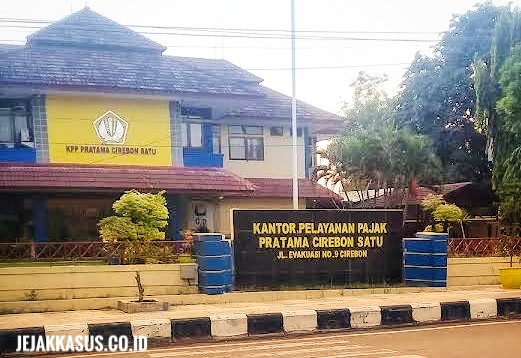 KPP PRATAMA CIREBON SATU
KANTOR PELAYANAN PAJAK
PRATAMA CIREBON SATU
JL. EVAKUASI NO. 9 CIREBON
JEJAKKASUS.CO.ID